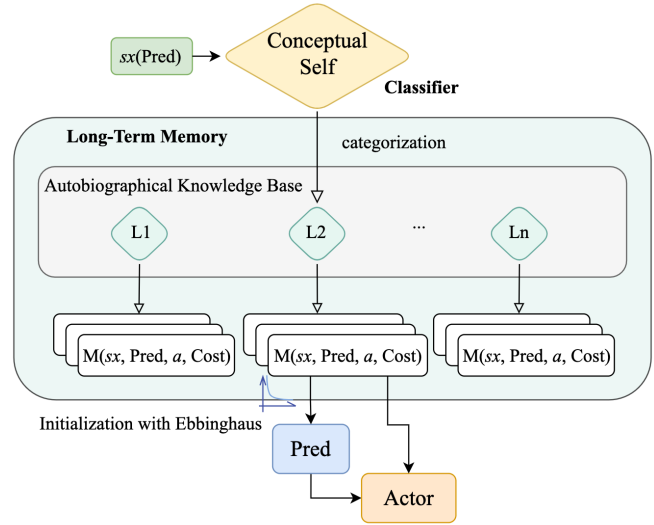 sx(Pred)
Conceptual
Self
Classifier
Long-Term Memory
categorization
Autobiographical Knowledge Base
L1
L2
...
Ln
M(sx, Pred, a, Cost)
M(sx, Pred, a, Cost)
M(sx, Pred, a, Cost)
Initialization with Ebbinghaus
Pred
Actor